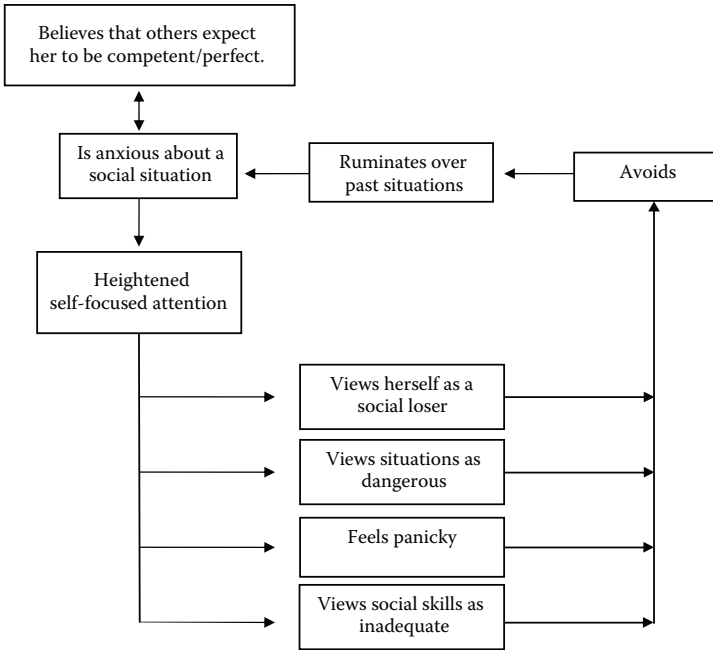 Believes that others expect
her to be competent/perfect.
Is anxious about a
social situation
Ruminates over
past situations
Avoids
Heightened
self-focused attention
Views herself as a
social loser
Views situations as
dangerous
Feels panicky
Views social skills as
inadequate